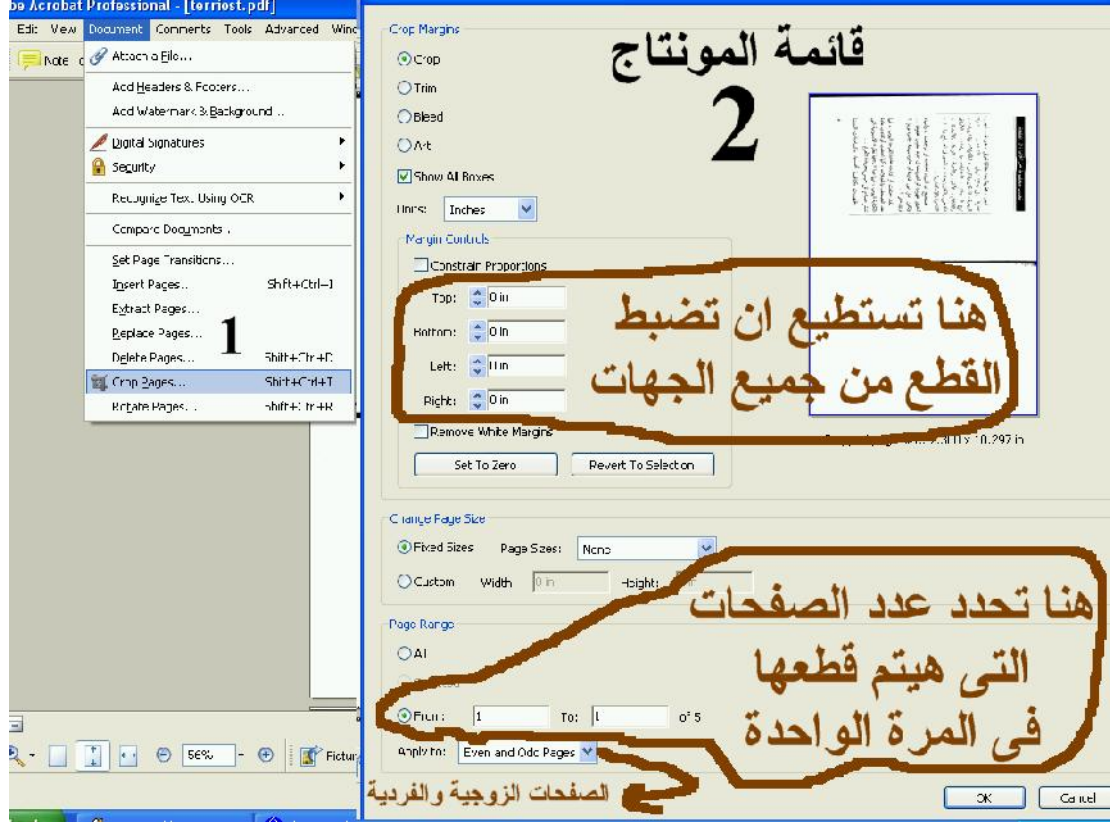 be Acrobat Professional - [terriost.pdf]
Edit View Document Comments Tools Advanced
Note
Attach a File...
Add Headers & Footers...
Add Watermark & Background...
Digital Signatures
Security
Recognize Text Using OCR
Compare Documents...
Set Page Transitions...
Insert Pages... Shift+Ctrl+I
Extract Pages...
Replace Pages...
1
Delete Pages... Shift+Ctrl+D
Crop Pages... Shift+Ctrl+T
Rotate Pages... Shift+Ctrl+R
56%
قائمة المونتاج
2
Crop Margins
Crop
Trim
Bleed
Art
Show All Boxes
Units: Inches
Margin Controls
Constrain Proportions
Top: 0 in
Bottom: 0 in
Left: 0 in
Right: 0 in
هنا تستطيع ان تضبط
القطع من جميع الجهات
Remove White Margins
Set To Zero Revert To Selection
Change Page Size
Fixed Sizes Page Sizes: None
Custom Width: 0 in Height:
Page Range
All
From: 1 To: 1 of 5
هنا تحدد عدد الصفحات
التى هيتم قطعها
فى المرة الواحدة
Apply to: Even and Odd Pages
الصفحات الزوجية والفردية
OK Cancel